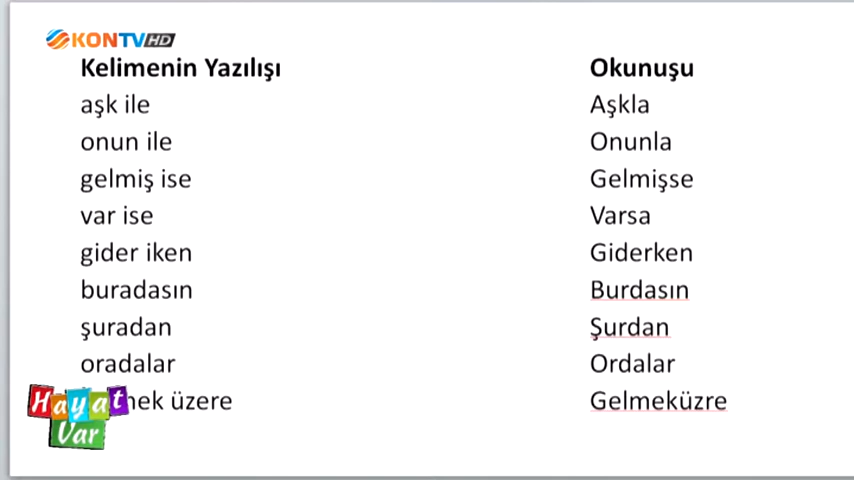 KONTV HD
Kelimenin Yazılışı Okunuşu
aşk ile Aşkla
onun ile Onunla
gelmiş ise Gelmişse
var ise Varsa
gider iken Giderken
buradasın Burdasın
şuradan Şurdan
oradalar Ordalar
üzere Gelmeküzre
Hayat
Var